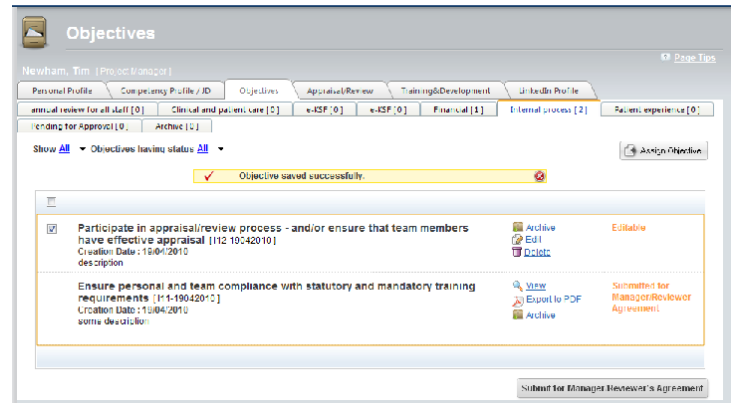 Objectives
Page Tips
Newham, Tim [Project Manager]
Personal Profile
Competency Profile / JD
Objectives
Appraisal/Review
Training&Development
LinkedIn Profile
annual review for all staff [ 0 ]
Clinical and patient care [ 0 ]
e-KSF [ 0 ]
e-KSF [ 0 ]
Financial [ 1 ]
Internal process [ 2 ]
Patient experience [ 0 ]
Pending for Approval [ 0 ]
Archive [ 0 ]
Show All Objectives having status All
Assign Objective
Objective saved successfully.
Participate in appraisal/review process - and/or ensure that team members
have effective appraisal [I12-19042010]
Creation Date : 19/04/2010
description
Archive
Edit
Delete
Editable
Ensure personal and team compliance with statutory and mandatory training
requirements [I11-19042010]
Creation Date : 19/04/2010
some description
View
Export to PDF
Archive
Submitted for
Manager/Reviewer
Agreement
Submit for Manager/Reviewer's Agreement